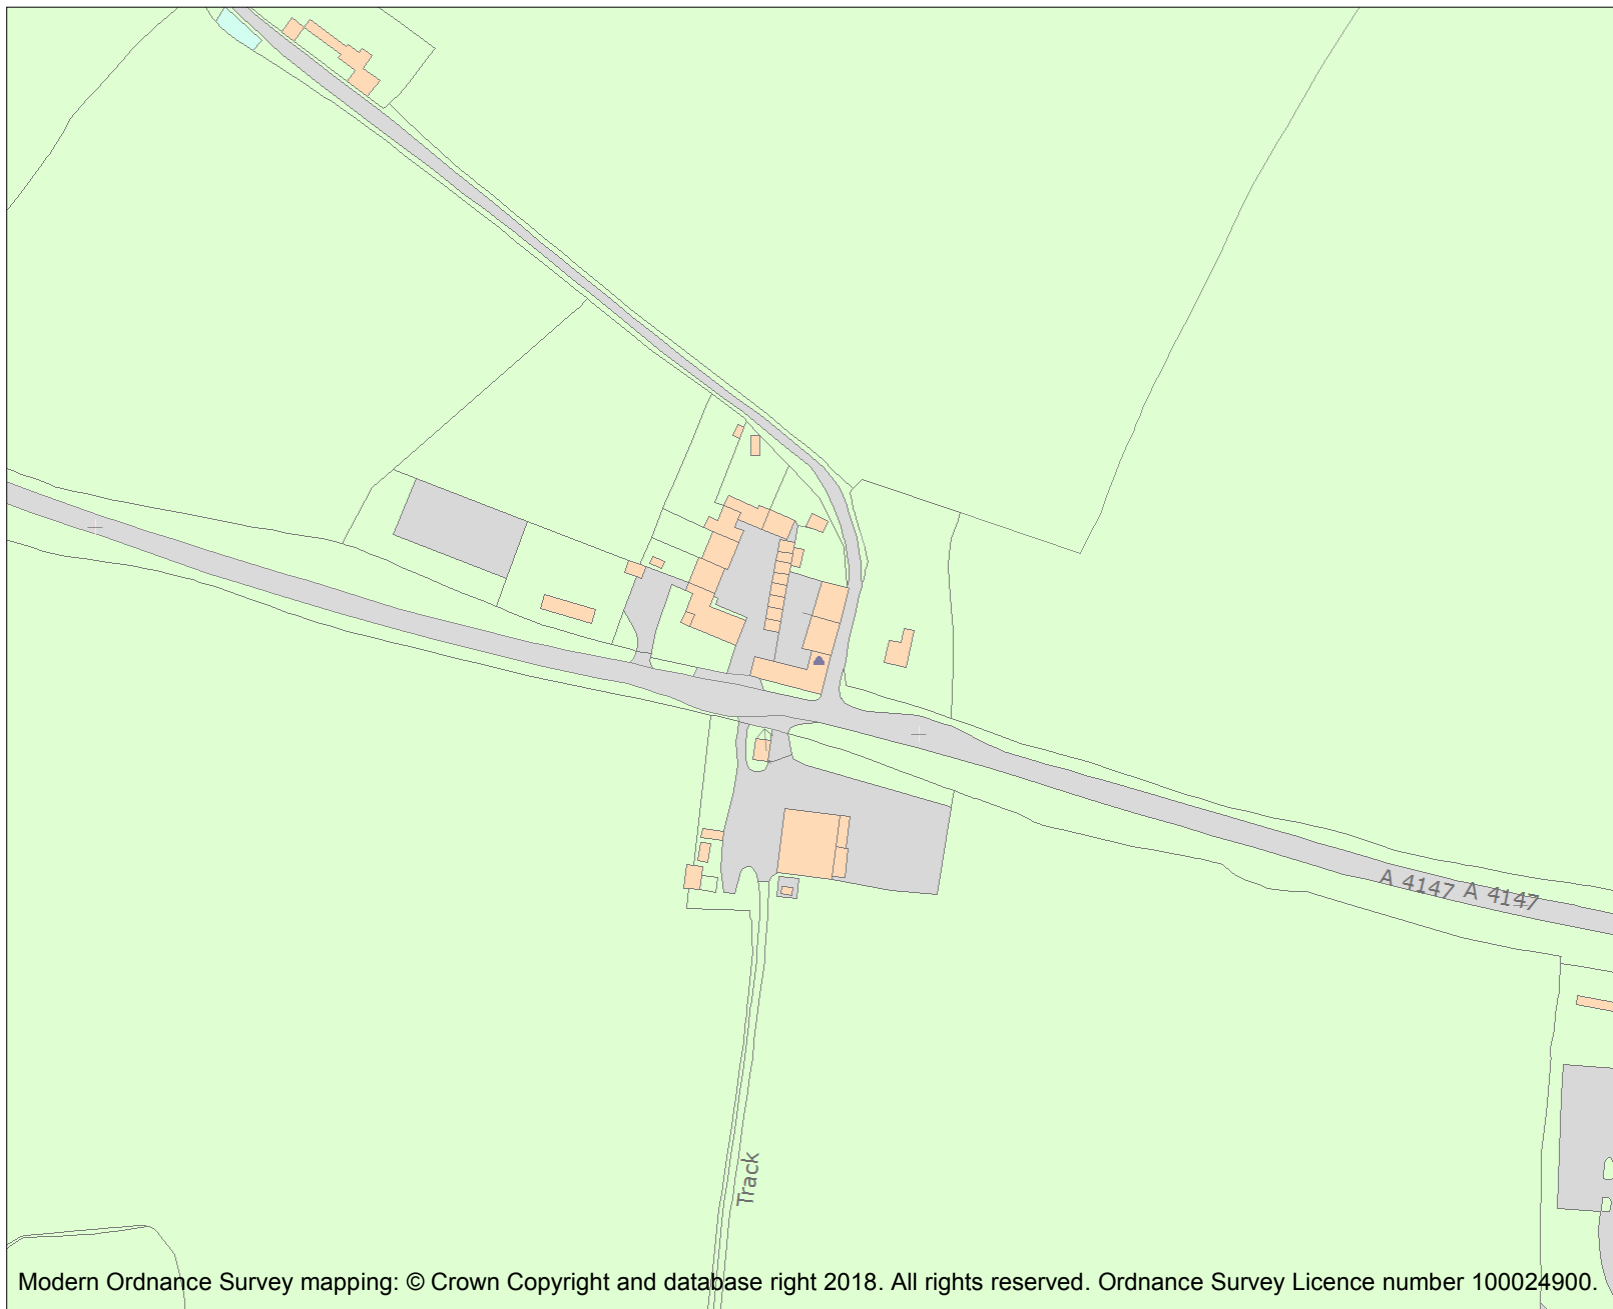 A 4147 A 4147
Track
Modern Ordnance Survey mapping: © Crown Copyright and database right 2018. All rights reserved. Ordnance Survey Licence number 100024900.